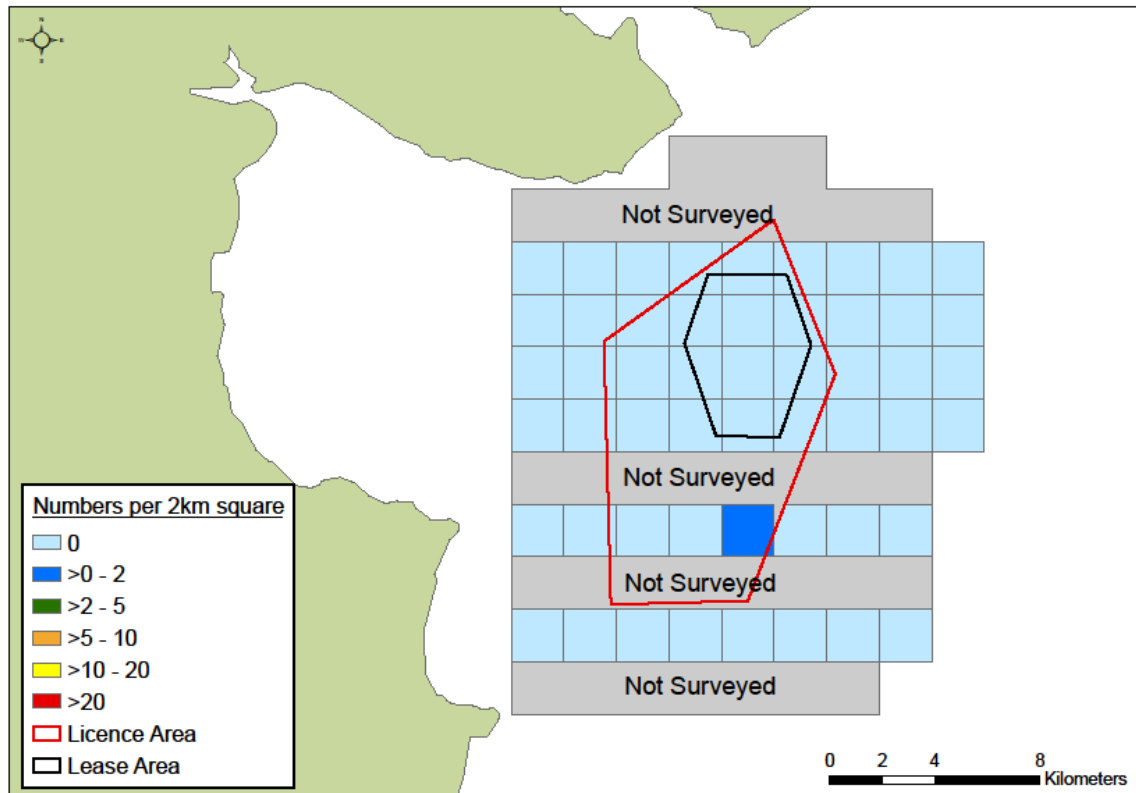 N
W E
S
Not Surveyed
Not Surveyed
Not Surveyed
Not Surveyed
Numbers per 2km square
0
>0 - 2
>2 - 5
>5 - 10
>10 - 20
>20
Licence Area
Lease Area
0 2 4 8
Kilometers